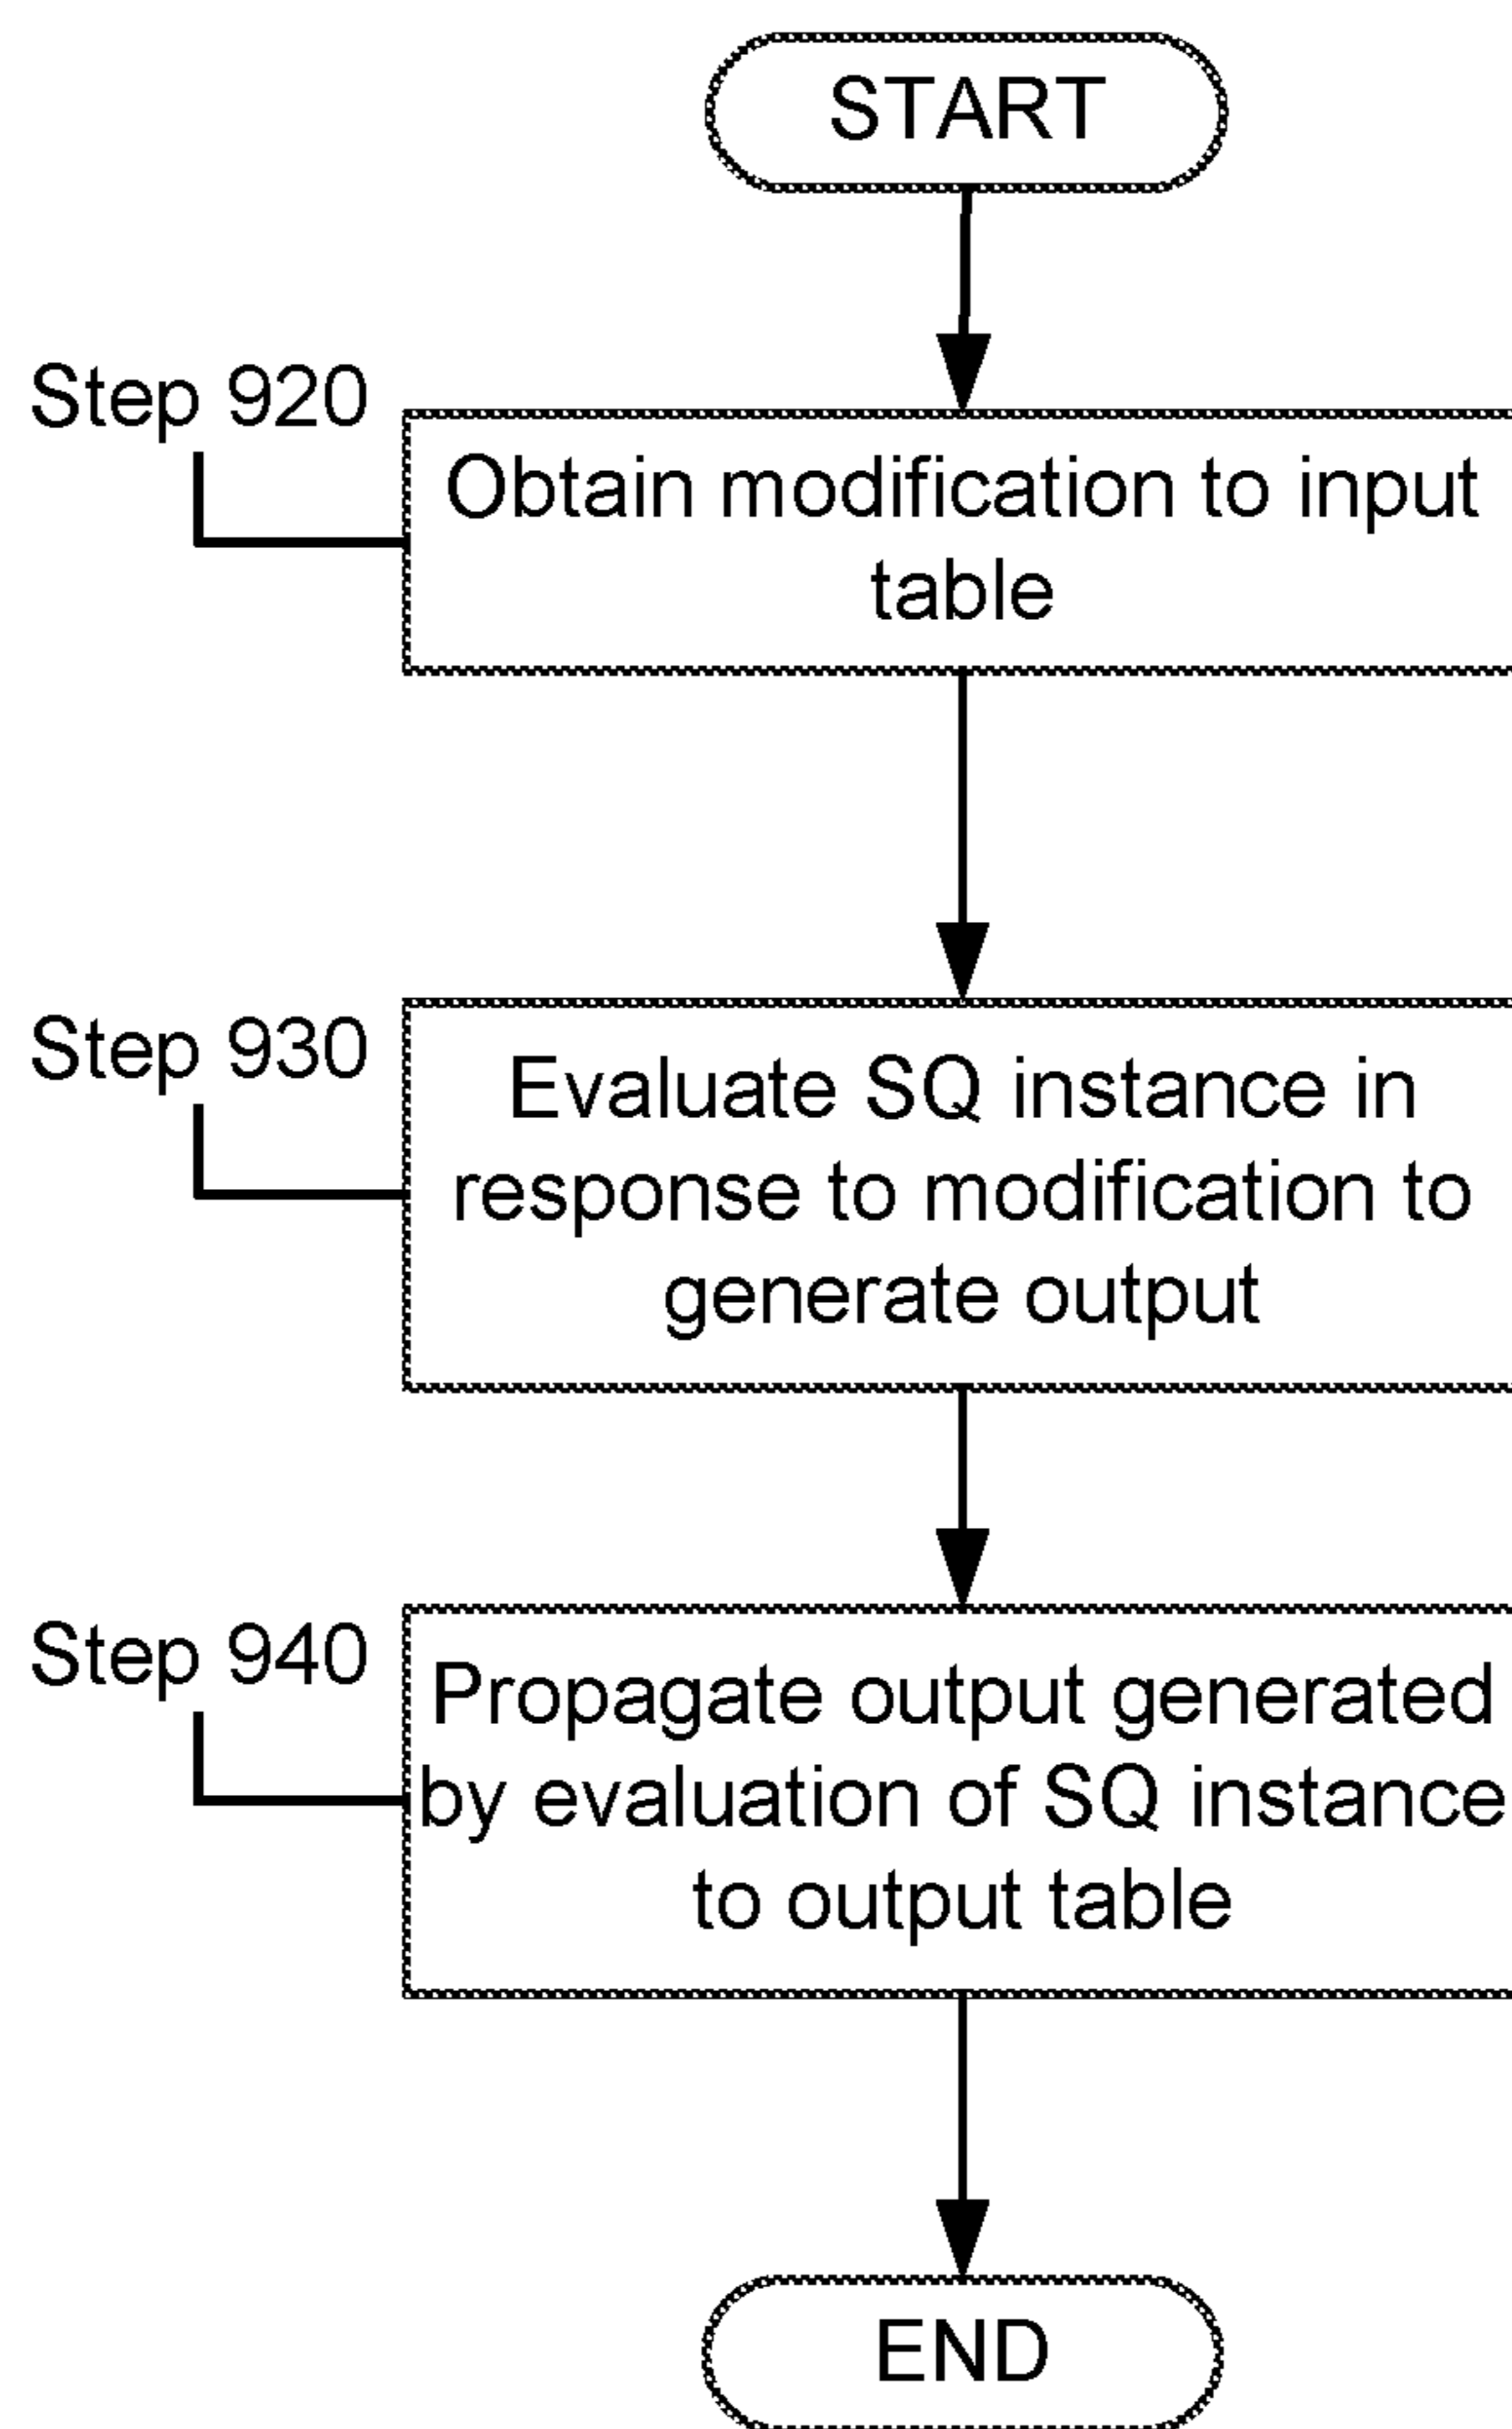 START
Step 920
Obtain modification to input
table
Step 930
Evaluate SQ instance in
response to modification to
generate output
Step 940
Propagate output generated
by evaluation of SQ instance
to output table
END